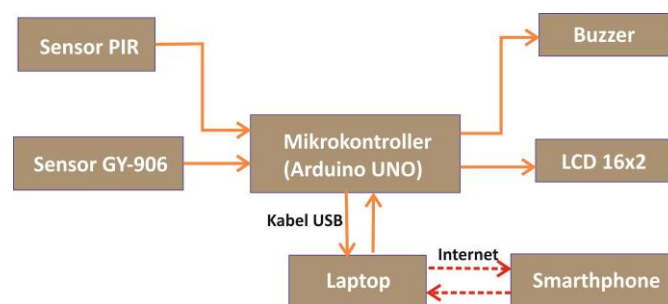 Sensor PIR
Buzzer
Mikrokontroller
(Arduino UNO)
Sensor GY-906
LCD 16x2
Kabel USB
Internet
Laptop
Smarthphone